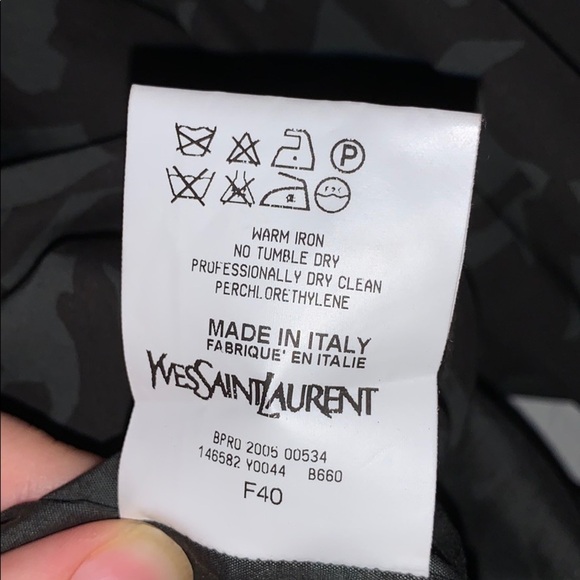 P
WARM IRON
NO TUMBLE DRY
PROFESSIONALLY DRY CLEAN
PERCHLORETHYLENE
MADE IN ITALY
FABRIQUE' EN ITALIE
YVESSAINTLAURENT
BPRO 2005 00534
146582 Y0044 B660
F40